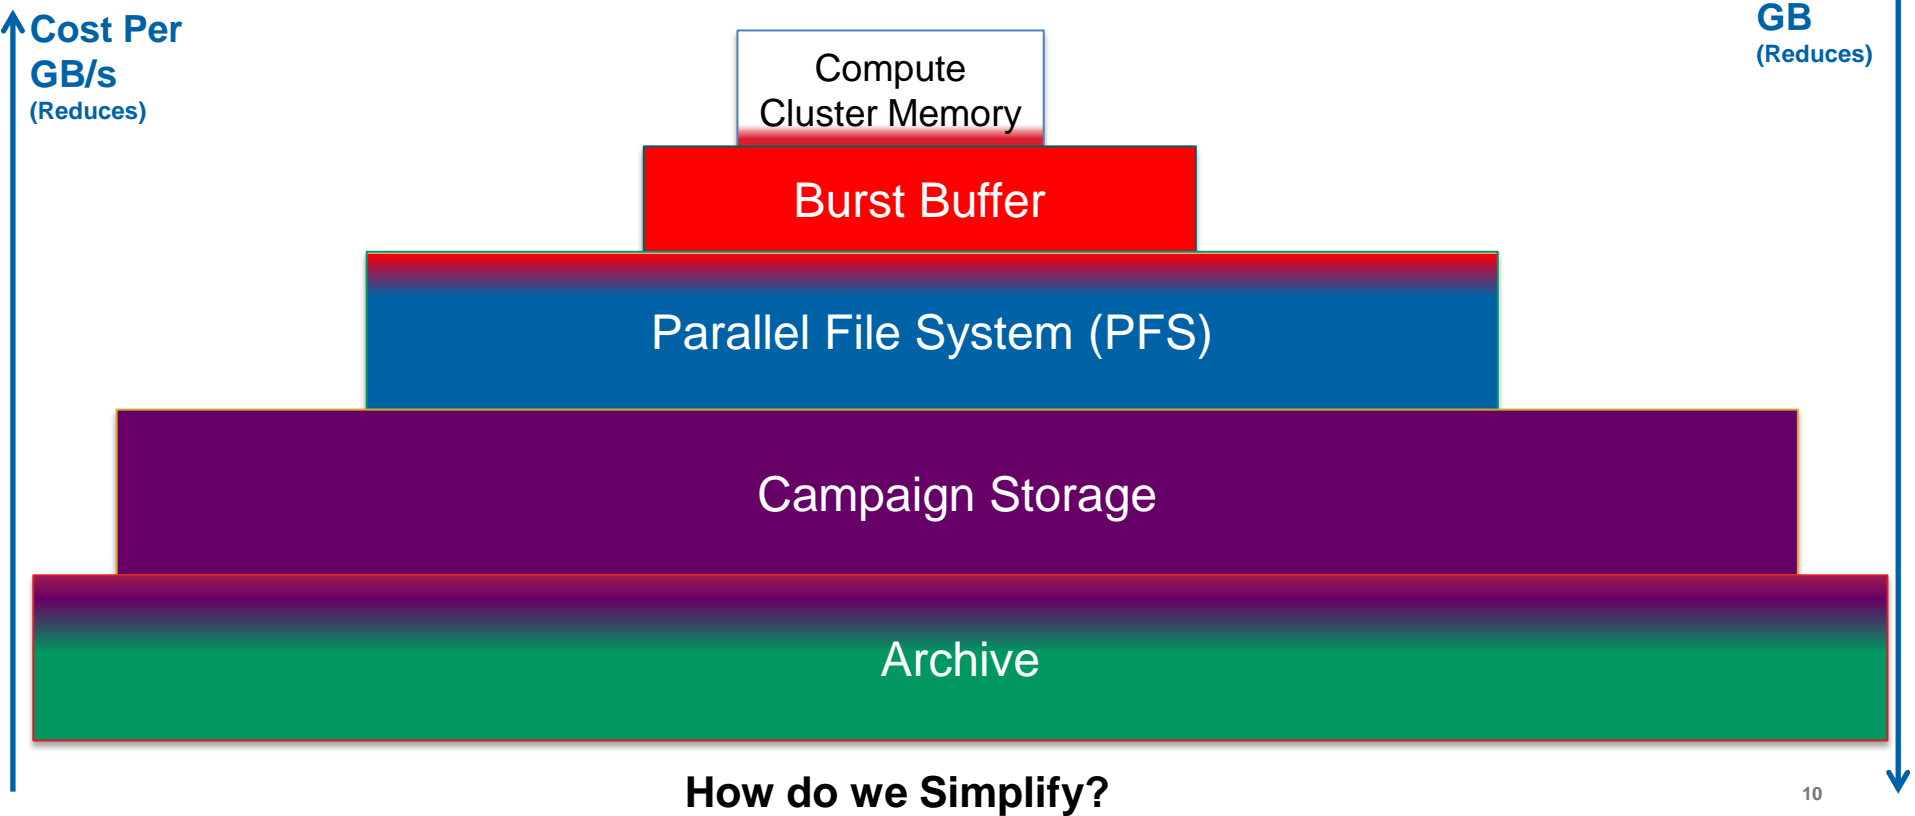 Cost Per
GB/s
(Reduces)
GB
(Reduces)
Compute
Cluster Memory
Burst Buffer
Parallel File System (PFS)
Campaign Storage
Archive
How do we Simplify?
10